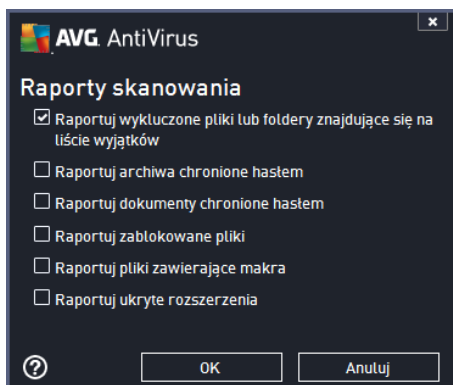 AVG. AntiVirus
Raporty skanowania
Raportuj wykluczone pliki lub foldery znajdujące się na
liście wyjątków
Raportuj archiwa chronione hasłem
Raportuj dokumenty chronione hasłem
Raportuj zablokowane pliki
Raportuj pliki zawierające makra
Raportuj ukryte rozszerzenia
OK
Anuluj